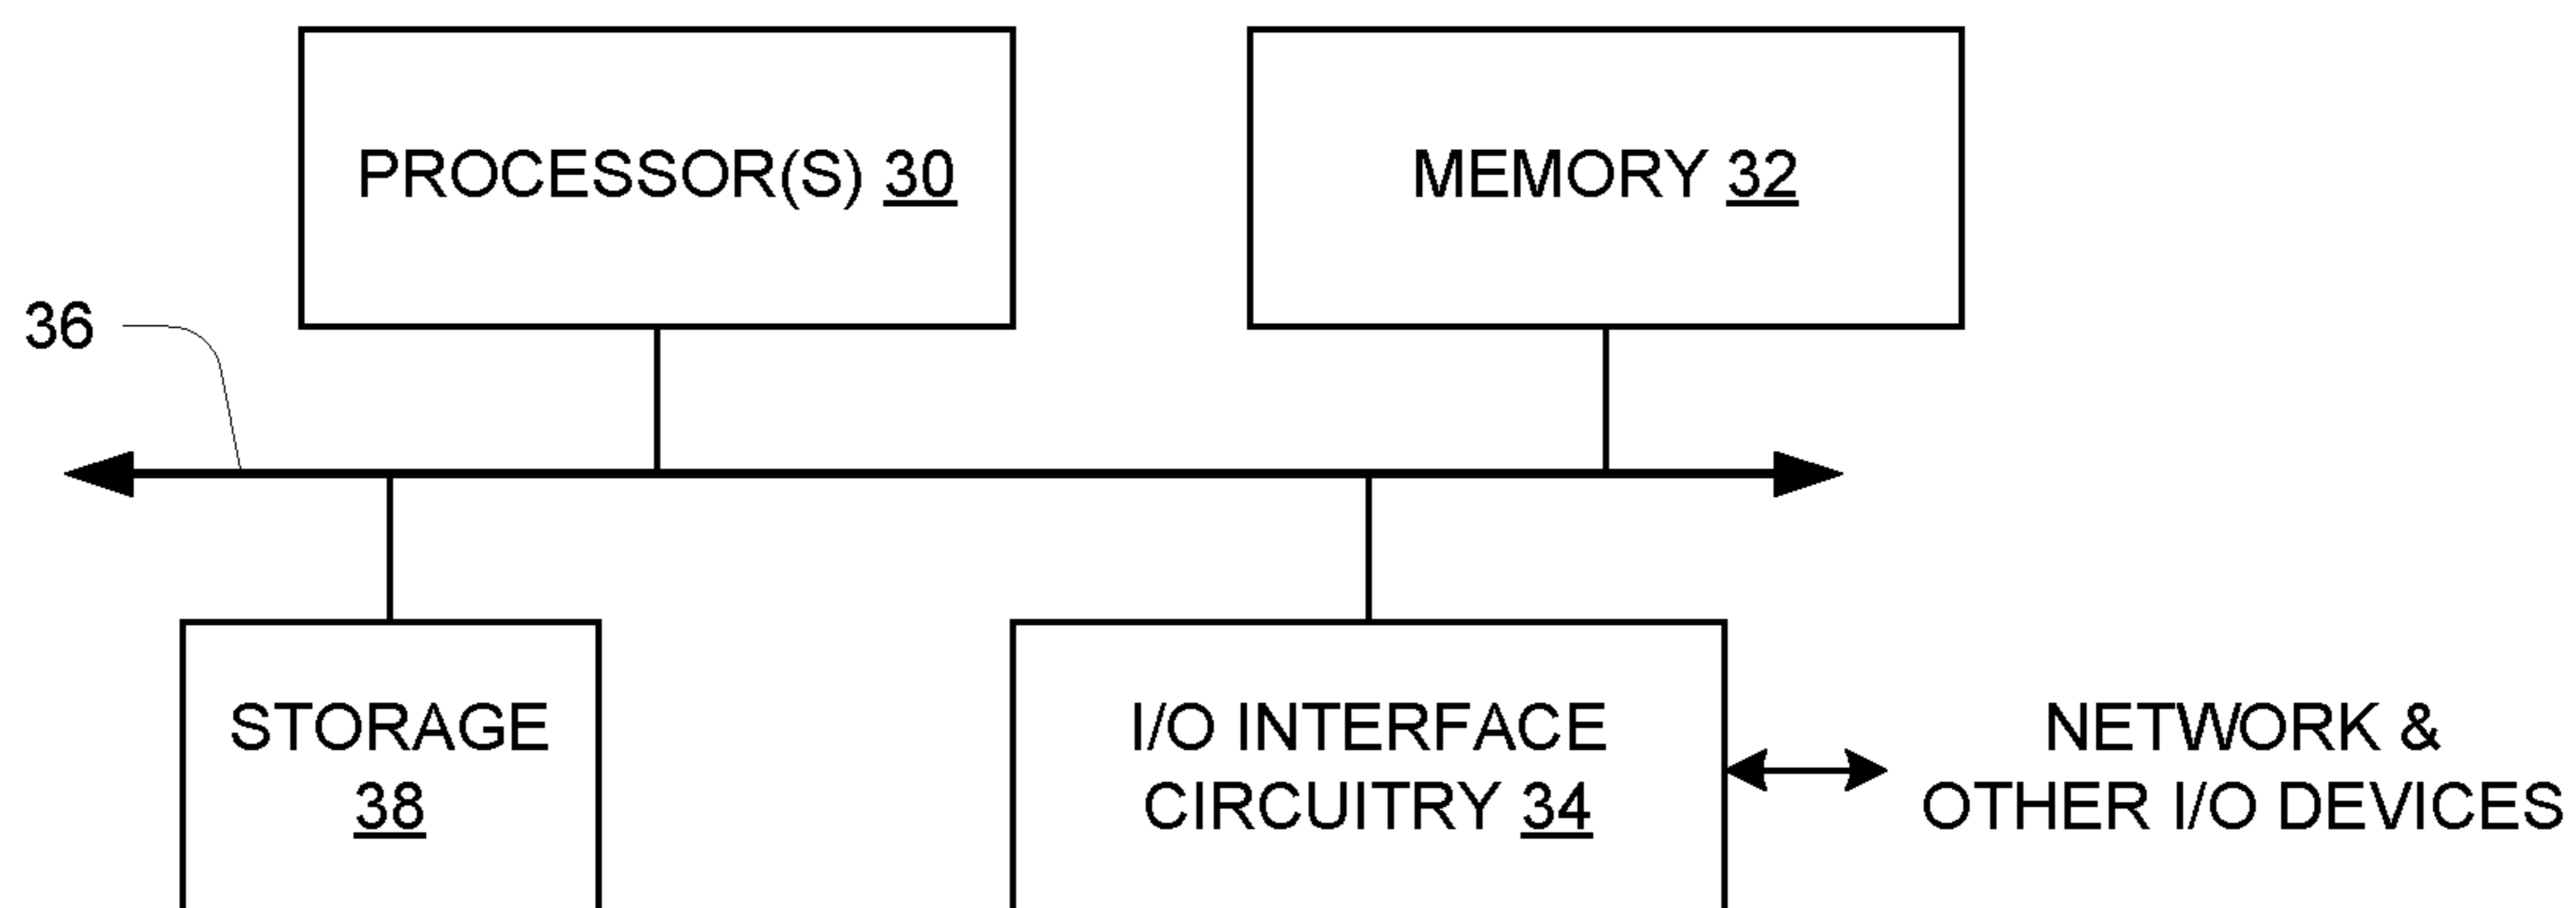 PROCESSOR(S) 30
MEMORY 32
36
STORAGE
38
I/O INTERFACE
CIRCUITRY 34
NETWORK &
OTHER I/O DEVICES